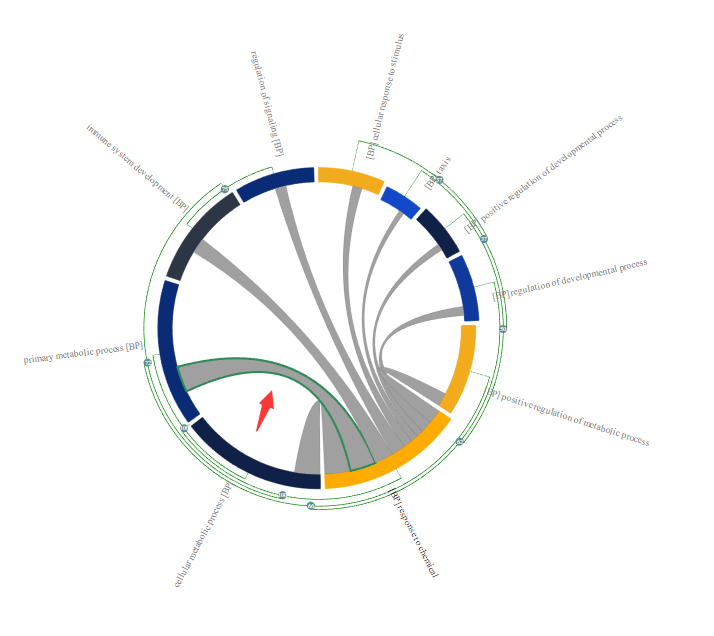 regulation of signaling [BP]
[BP] cellular response to stimulus
immune system development [BP]
[BP] taxis
[BP] positive regulation of developmental process
[BP] regulation of developmental process
primary metabolic process [BP]
[BP] positive regulation of metabolic process
cellular metabolic process [BP]
[BP] response to chemical